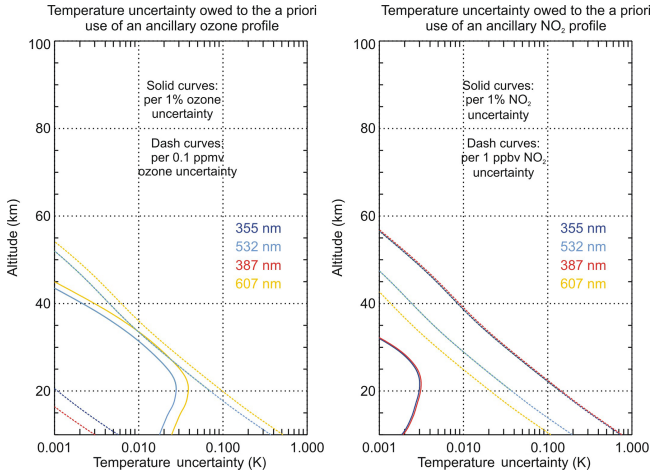 Temperature uncertainty owed to the a priori
use of an ancillary ozone profile
100
80
60
40
20
Altitude (km)
Solid curves:
per 1% ozone
uncertainty
Dash curves:
per 0.1 ppmv
ozone uncertainty
355 nm
532 nm
387 nm
607 nm
0.001
0.010
0.100
1.000
Temperature uncertainty (K)
Temperature uncertainty owed to the a priori
use of an ancillary NO₂ profile
100
80
60
40
20
Altitude (km)
Solid curves:
per 1% NO₂
uncertainty
Dash curves:
per 1 ppbv NO₂
uncertainty
355 nm
532 nm
387 nm
607 nm
0.001
0.010
0.100
1.000
Temperature uncertainty (K)